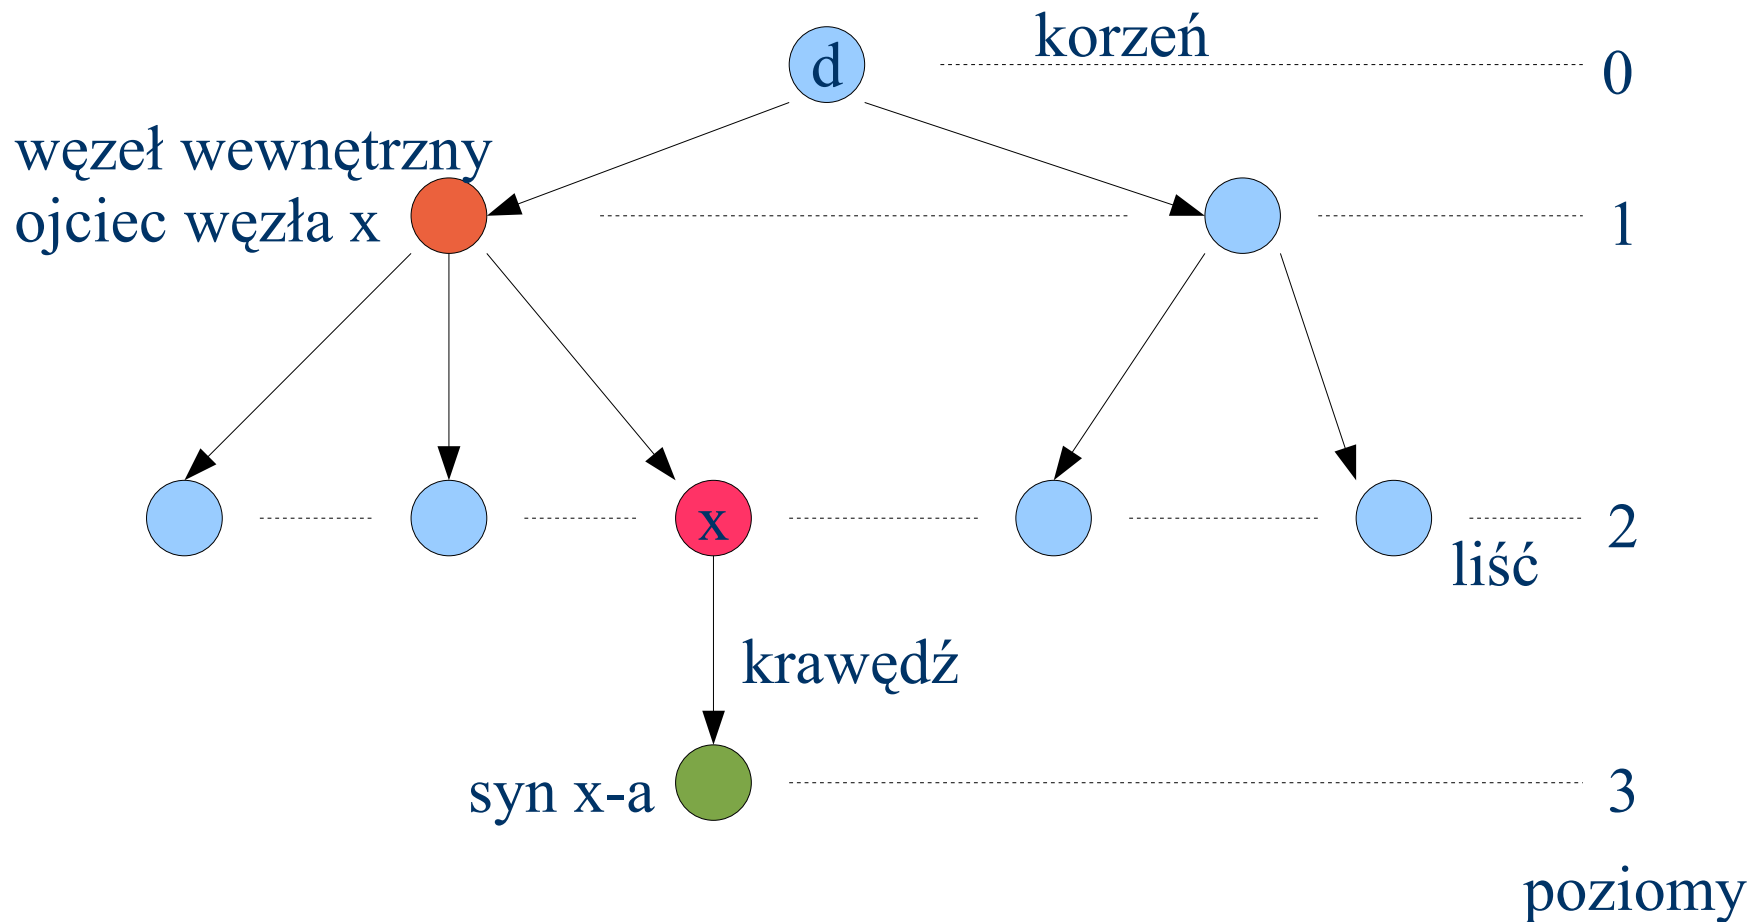 korzeń
d
0
węzeł wewnętrzny
ojciec węzła x
1
x
2
liść
krawędź
syn x-a
3
poziomy